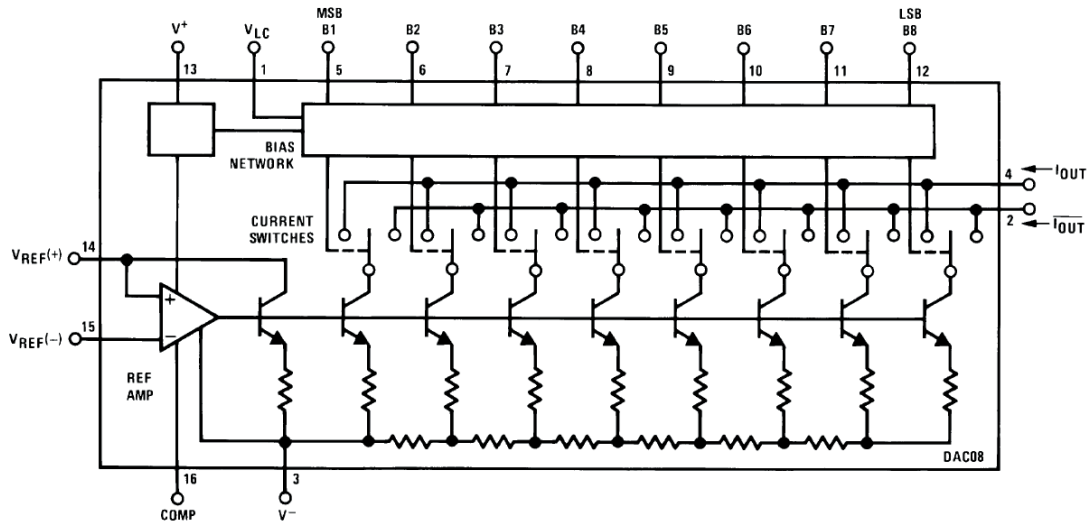 V+
VLC
MSB
B1
B2
B3
B4
B5
B6
B7
LSB
B8
13
1
5
6
7
8
9
10
11
12
BIAS
NETWORK
4
IOUT
CURRENT
SWITCHES
2
IOUT
VREF(+)
14
+
VREF(−)
15
−
REF
AMP
DAC08
16
3
COMP
V−